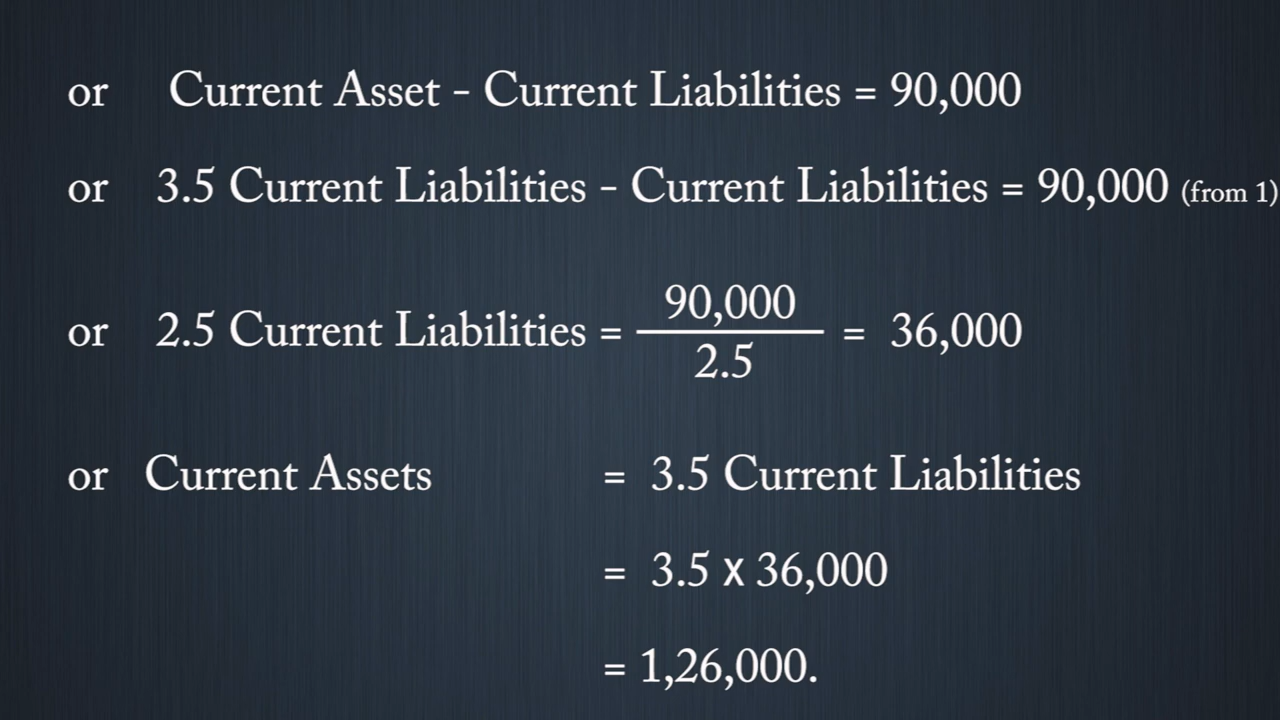 or Current Asset - Current Liabilities = 90,000
or 3.5 Current Liabilities - Current Liabilities = 90,000 (from 1)
or 2.5 Current Liabilities = 90,000 / 2.5 = 36,000
or Current Assets = 3.5 Current Liabilities
= 3.5 x 36,000
= 1,26,000.